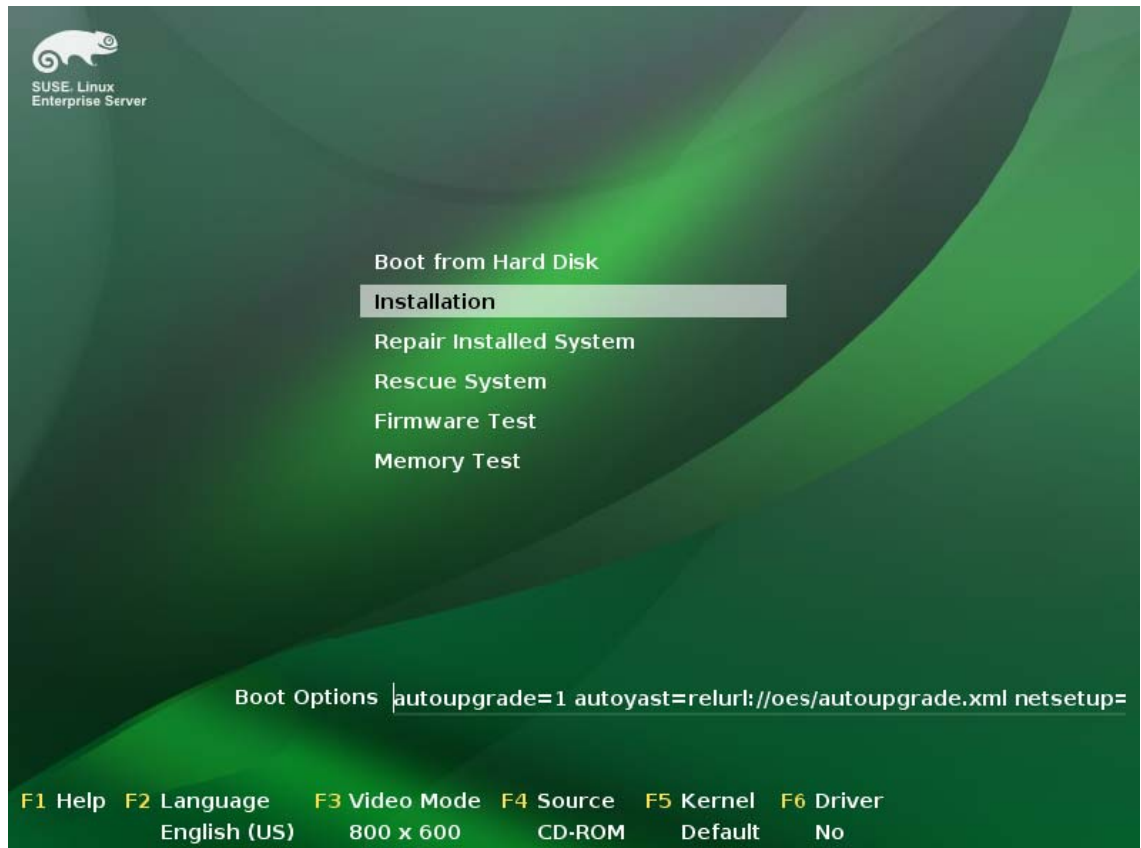 SUSE. Linux
Enterprise Server
Boot from Hard Disk
Installation
Repair Installed System
Rescue System
Firmware Test
Memory Test
Boot Options autoupgrade=1 autoyast=relurl://oes/autoupgrade.xml netsetup=
F1 Help F2 Language F3 Video Mode F4 Source F5 Kernel F6 Driver
English (US) 800 x 600 CD-ROM Default No